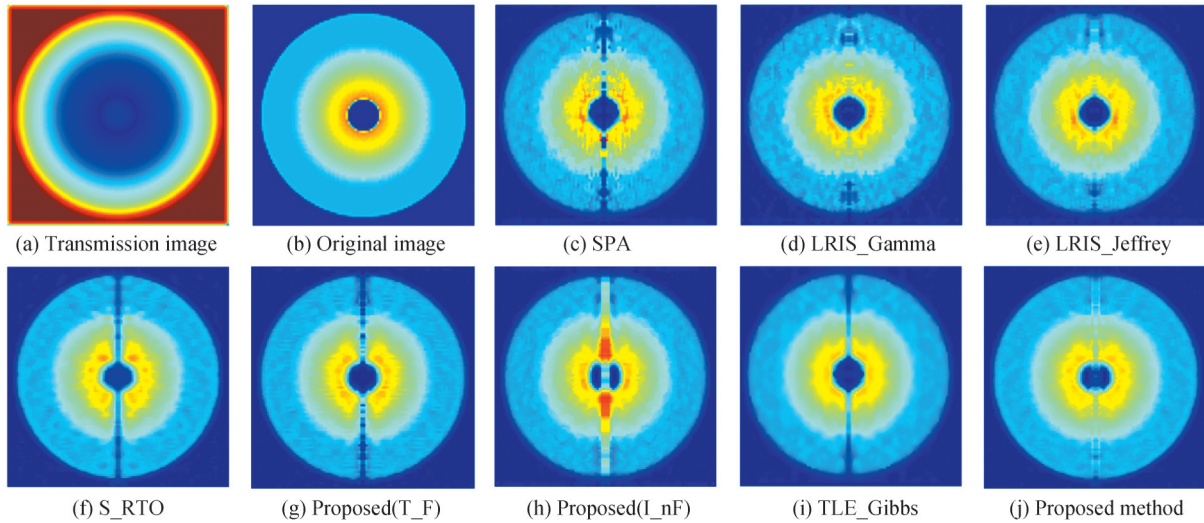 (a) Transmission image
(b) Original image
(c) SPA
(d) LRIS_Gamma
(e) LRIS_Jeffrey
(f) S_RTO
(g) Proposed(T_F)
(h) Proposed(I_nF)
(i) TLE_Gibbs
(j) Proposed method